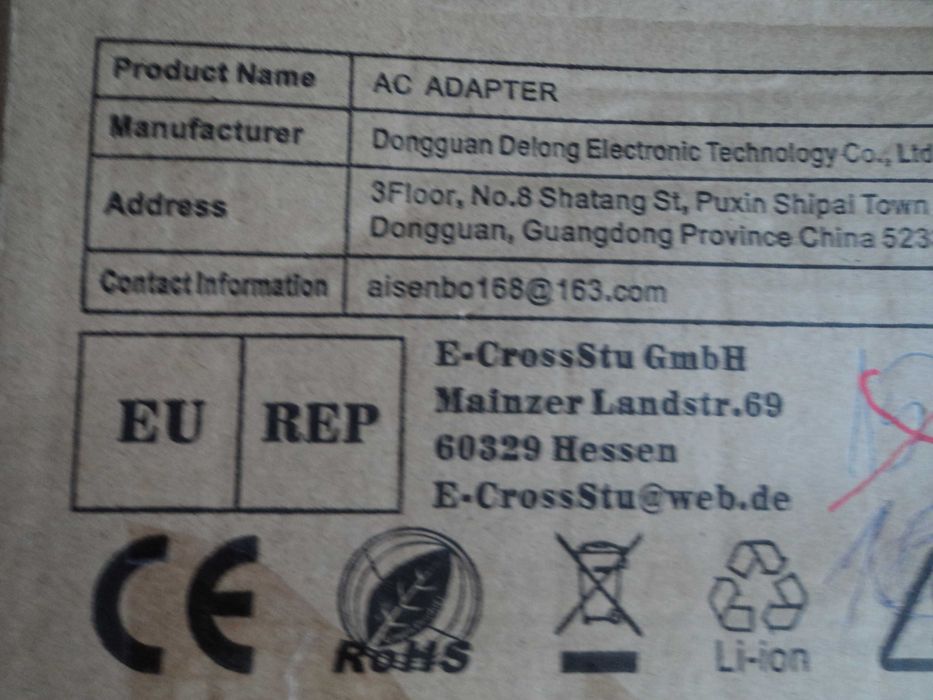 Product Name AC ADAPTER
Manufacturer Dongguan Delong Electronic Technology Co., Ltd
Address 3Floor, No.8 Shatang St, Puxin Shipai Town
Dongguan, Guangdong Province China 523
Contact Information aisenbo168@163.com
EU REP
E-CrossStu GmbH
Mainzer Landstr.69
60329 Hessen
E-CrossStu@web.de
CE
RoHS
Li-ion